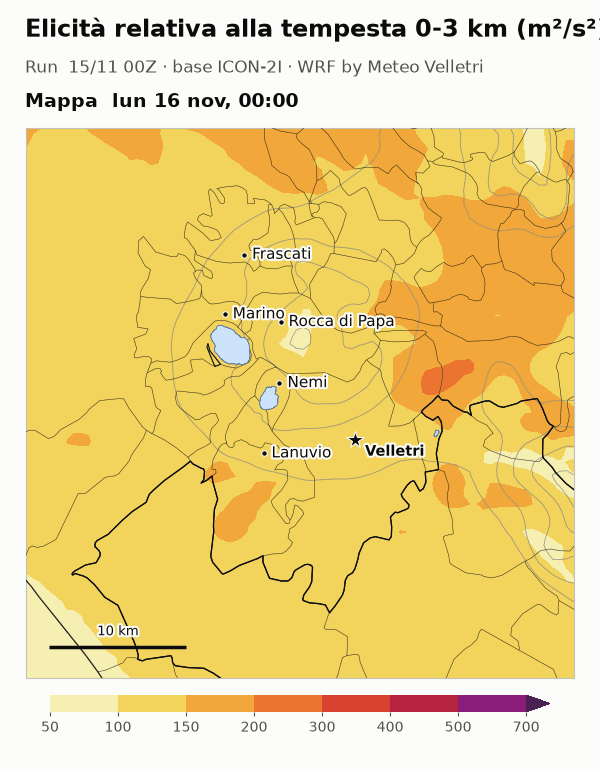 Elicità relativa alla tempesta 0-3 km (m²/s²)
Run 15/11 00Z · base ICON-2I · WRF by Meteo Velletri
Mappa lun 16 nov, 00:00
Frascati
Marino
Rocca di Papa
Nemi
Velletri
Lanuvio
10 km
50 100 150 200 300 400 500 700